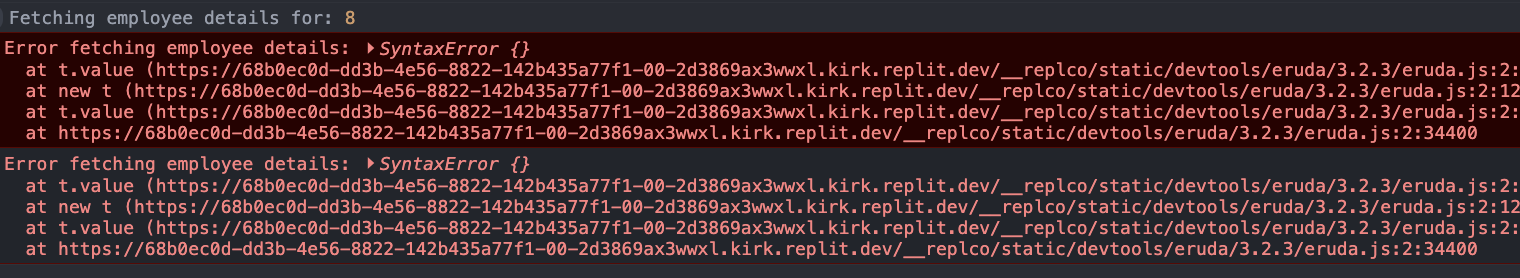 Fetching employee details for: 8
Error fetching employee details: ▶SyntaxError {}
at t.value (https://68b0ec0d-dd3b-4e56-8822-142b435a77f1-00-2d3869ax3wwxl.kirk.replit.dev/__replco/static/devtools/eruda/3.2.3/eruda.js:2:
at new t (https://68b0ec0d-dd3b-4e56-8822-142b435a77f1-00-2d3869ax3wwxl.kirk.replit.dev/__replco/static/devtools/eruda/3.2.3/eruda.js:2:12
at t.value (https://68b0ec0d-dd3b-4e56-8822-142b435a77f1-00-2d3869ax3wwxl.kirk.replit.dev/__replco/static/devtools/eruda/3.2.3/eruda.js:2:
at https://68b0ec0d-dd3b-4e56-8822-142b435a77f1-00-2d3869ax3wwxl.kirk.replit.dev/__replco/static/devtools/eruda/3.2.3/eruda.js:2:34400
Error fetching employee details: ▶SyntaxError {}
at t.value (https://68b0ec0d-dd3b-4e56-8822-142b435a77f1-00-2d3869ax3wwxl.kirk.replit.dev/__replco/static/devtools/eruda/3.2.3/eruda.js:2:
at new t (https://68b0ec0d-dd3b-4e56-8822-142b435a77f1-00-2d3869ax3wwxl.kirk.replit.dev/__replco/static/devtools/eruda/3.2.3/eruda.js:2:12
at t.value (https://68b0ec0d-dd3b-4e56-8822-142b435a77f1-00-2d3869ax3wwxl.kirk.replit.dev/__replco/static/devtools/eruda/3.2.3/eruda.js:2:
at https://68b0ec0d-dd3b-4e56-8822-142b435a77f1-00-2d3869ax3wwxl.kirk.replit.dev/__replco/static/devtools/eruda/3.2.3/eruda.js:2:34400